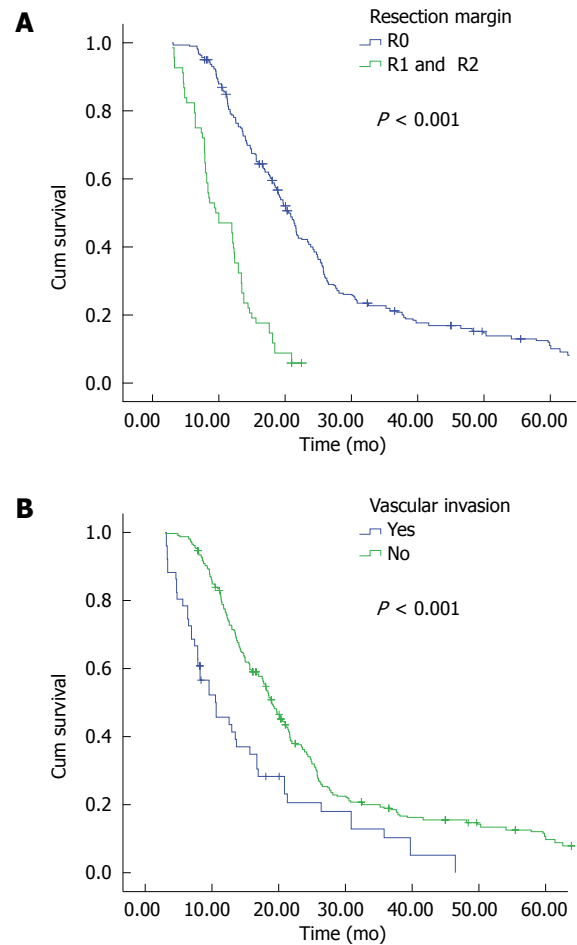 A
Resection margin
R0
R1 and R2
P < 0.001
1.0
0.8
0.6
0.4
0.2
0.0
Cum survival
0.00 10.00 20.00 30.00 40.00 50.00 60.00
Time (mo)
B
Vascular invasion
Yes
No
P < 0.001
1.0
0.8
0.6
0.4
0.2
0.0
Cum survival
0.00 10.00 20.00 30.00 40.00 50.00 60.00
Time (mo)